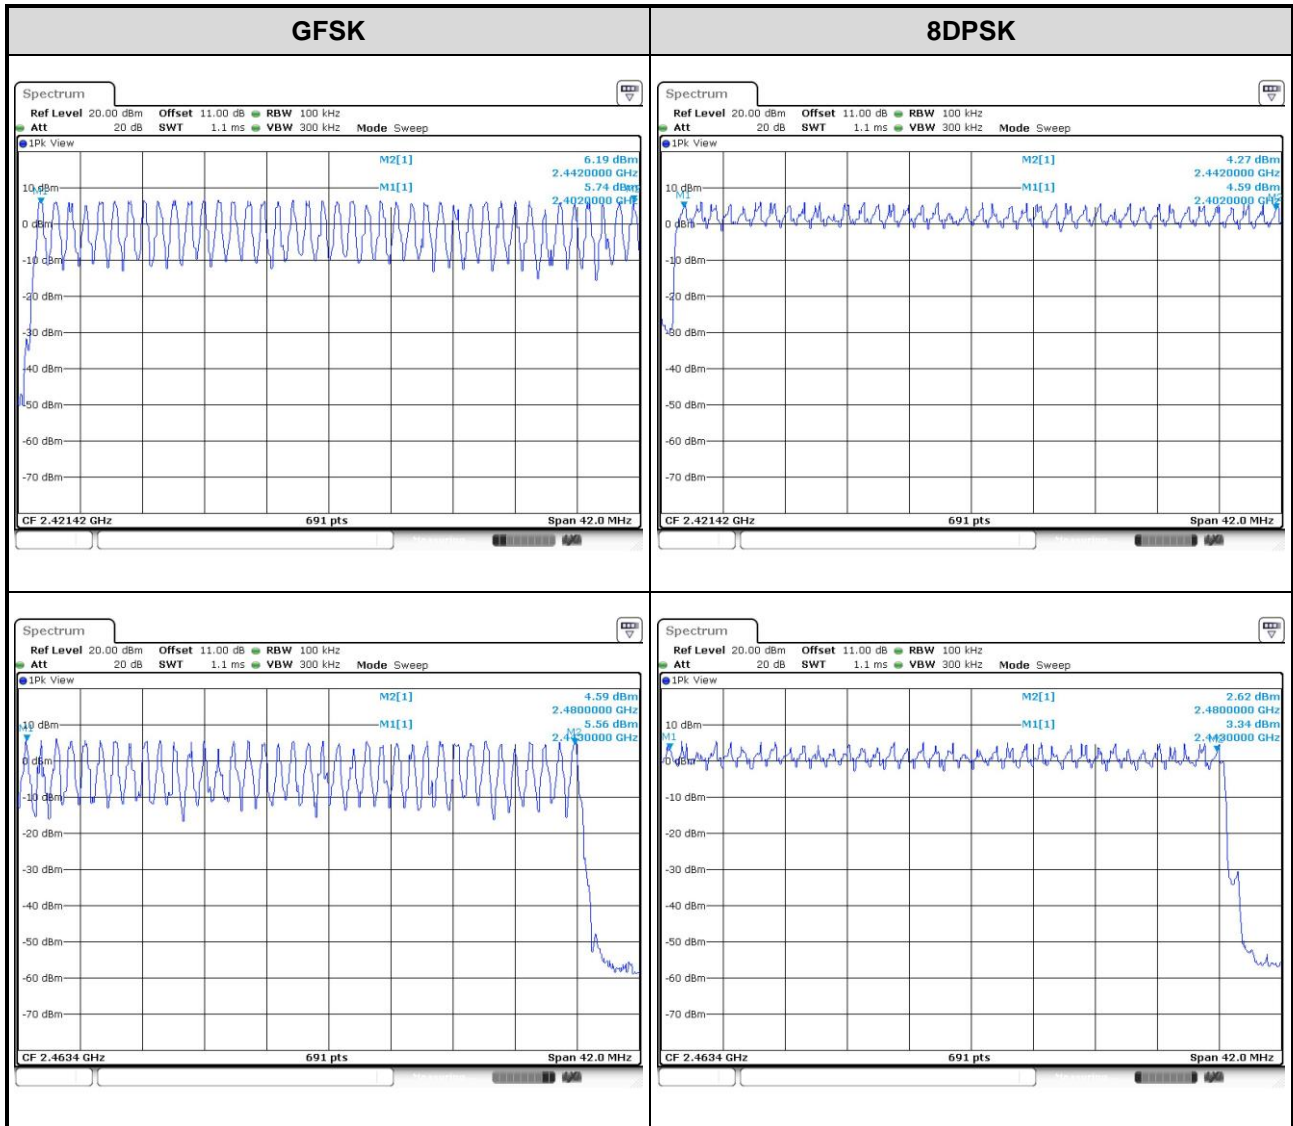 GFSK
8DPSK
Spectrum
Ref Level 20.00 dBm Offset 11.00 dB RBW 100 kHz
Att 20 dB SWT 1.1 ms VBW 300 kHz Mode Sweep
1Pk View
M2[1] 6.19 dBm
2.4420000 GHz
10 dBm M1[1] 5.74 dBm
M1
2.4020000 GHz
0 dBm
-10 dBm
-20 dBm
-30 dBm
-40 dBm
-50 dBm
-60 dBm
-70 dBm
CF 2.42142 GHz 691 pts Span 42.0 MHz
Spectrum
Ref Level 20.00 dBm Offset 11.00 dB RBW 100 kHz
Att 20 dB SWT 1.1 ms VBW 300 kHz Mode Sweep
1Pk View
M2[1] 4.27 dBm
2.4420000 GHz
10 dBm M1[1] 4.59 dBm
M1
2.4020000 GHz
0 dBm
-10 dBm
-20 dBm
-30 dBm
-40 dBm
-50 dBm
-60 dBm
-70 dBm
CF 2.42142 GHz 691 pts Span 42.0 MHz
Spectrum
Ref Level 20.00 dBm Offset 11.00 dB RBW 100 kHz
Att 20 dB SWT 1.1 ms VBW 300 kHz Mode Sweep
1Pk View
M2[1] 4.59 dBm
2.4800000 GHz
10 dBm M1[1] 5.56 dBm
M1 M2
2.4430000 GHz
0 dBm
-10 dBm
-20 dBm
-30 dBm
-40 dBm
-50 dBm
-60 dBm
-70 dBm
CF 2.4634 GHz 691 pts Span 42.0 MHz
Spectrum
Ref Level 20.00 dBm Offset 11.00 dB RBW 100 kHz
Att 20 dB SWT 1.1 ms VBW 300 kHz Mode Sweep
1Pk View
M2[1] 2.62 dBm
2.4800000 GHz
10 dBm M1[1] 3.34 dBm
M1 M2
2.4430000 GHz
0 dBm
-10 dBm
-20 dBm
-30 dBm
-40 dBm
-50 dBm
-60 dBm
-70 dBm
CF 2.4634 GHz 691 pts Span 42.0 MHz